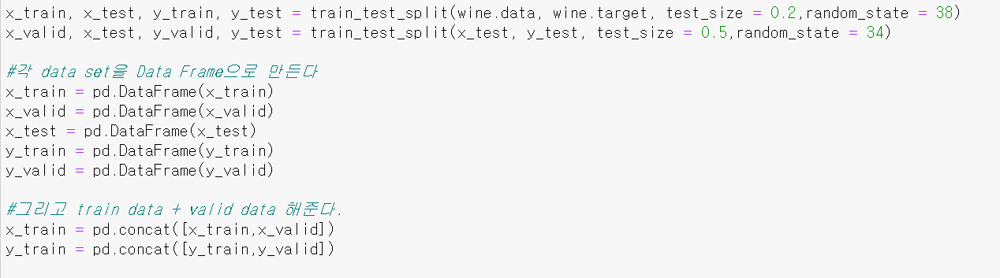 x_train, x_test, y_train, y_test = train_test_split(wine.data, wine.target, test_size = 0.2,random_state = 38)
x_valid, x_test, y_valid, y_test = train_test_split(x_test, y_test, test_size = 0.5,random_state = 34)
#각 data set을 Data Frame으로 만든다
x_train = pd.DataFrame(x_train)
x_valid = pd.DataFrame(x_valid)
x_test = pd.DataFrame(x_test)
y_train = pd.DataFrame(y_train)
y_valid = pd.DataFrame(y_valid)
#그리고 train data + valid data 해준다.
x_train = pd.concat([x_train,x_valid])
y_train = pd.concat([y_train,y_valid])